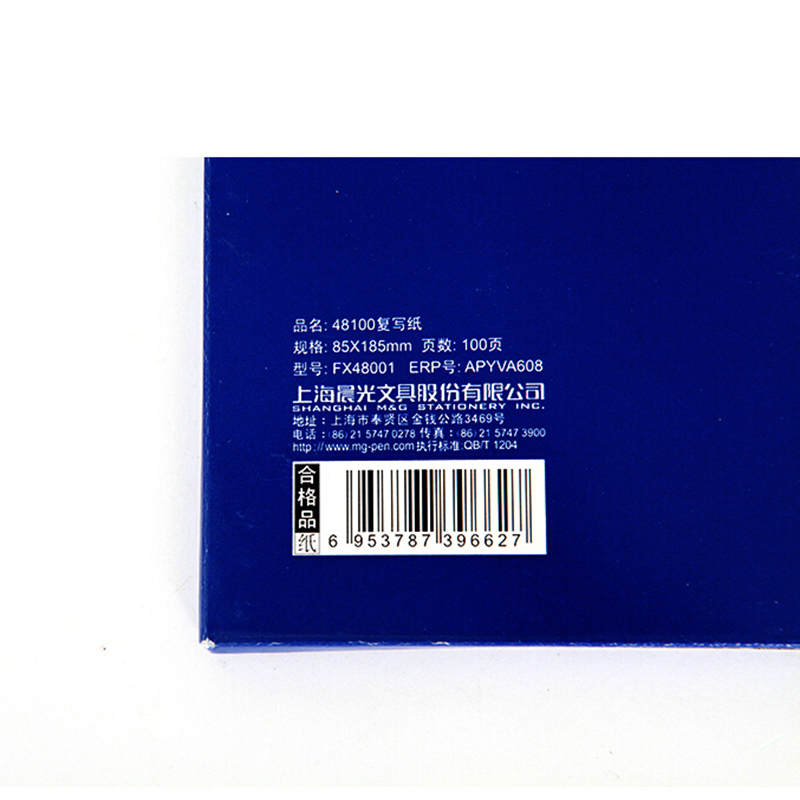 品名: 48100复写纸
规格: 85X185mm 页数: 100页
型号: FX48001 ERP号: APYVA608
上海晨光文具股份有限公司
SHANGHAI M&G STATIONERY INC.
地址：上海市奉贤区金钱公路3469号
电话：(86) 21 5747 0278 传真：(86) 21 5747 3900
http://www.mg-pen.com 执行标准:QB/T 1204
合格品
纸
6 953787 396627